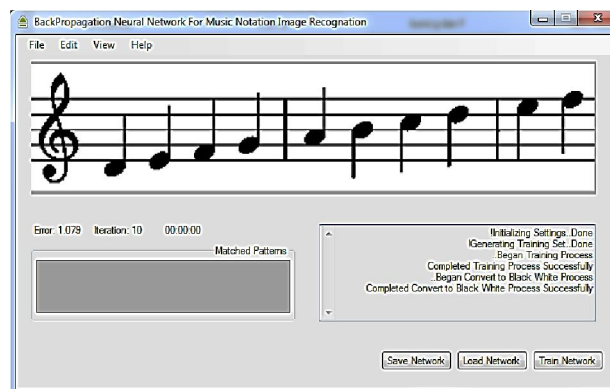 BackPropagation Neural Network For Music Notation Image Recognation
File Edit View Help
Error: 1.079 Iteration: 10 00:00:00
Matched Patterns
!Initializing Settings..Done
!Generating Training Set..Done
..Began Training Process
Completed Training Process Successfully
..Began Convert to Black White Process
Completed Convert to Black White Process Successfully
Save Network Load Network Train Network